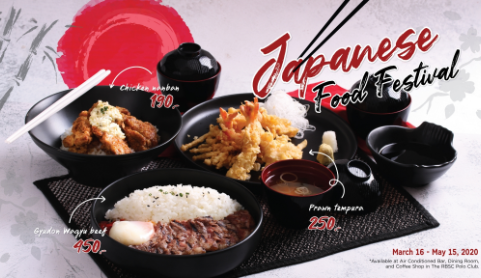 Japanese
Food Festival
Chicken nanban
190.-
Gyudon Wagyu beef
450.-
Prawn tempura
250.-
March 16 - May 15, 2020
*Available at Air Conditioned Bar, Dining Room,
and Coffee Shop in The RBSC Polo Club